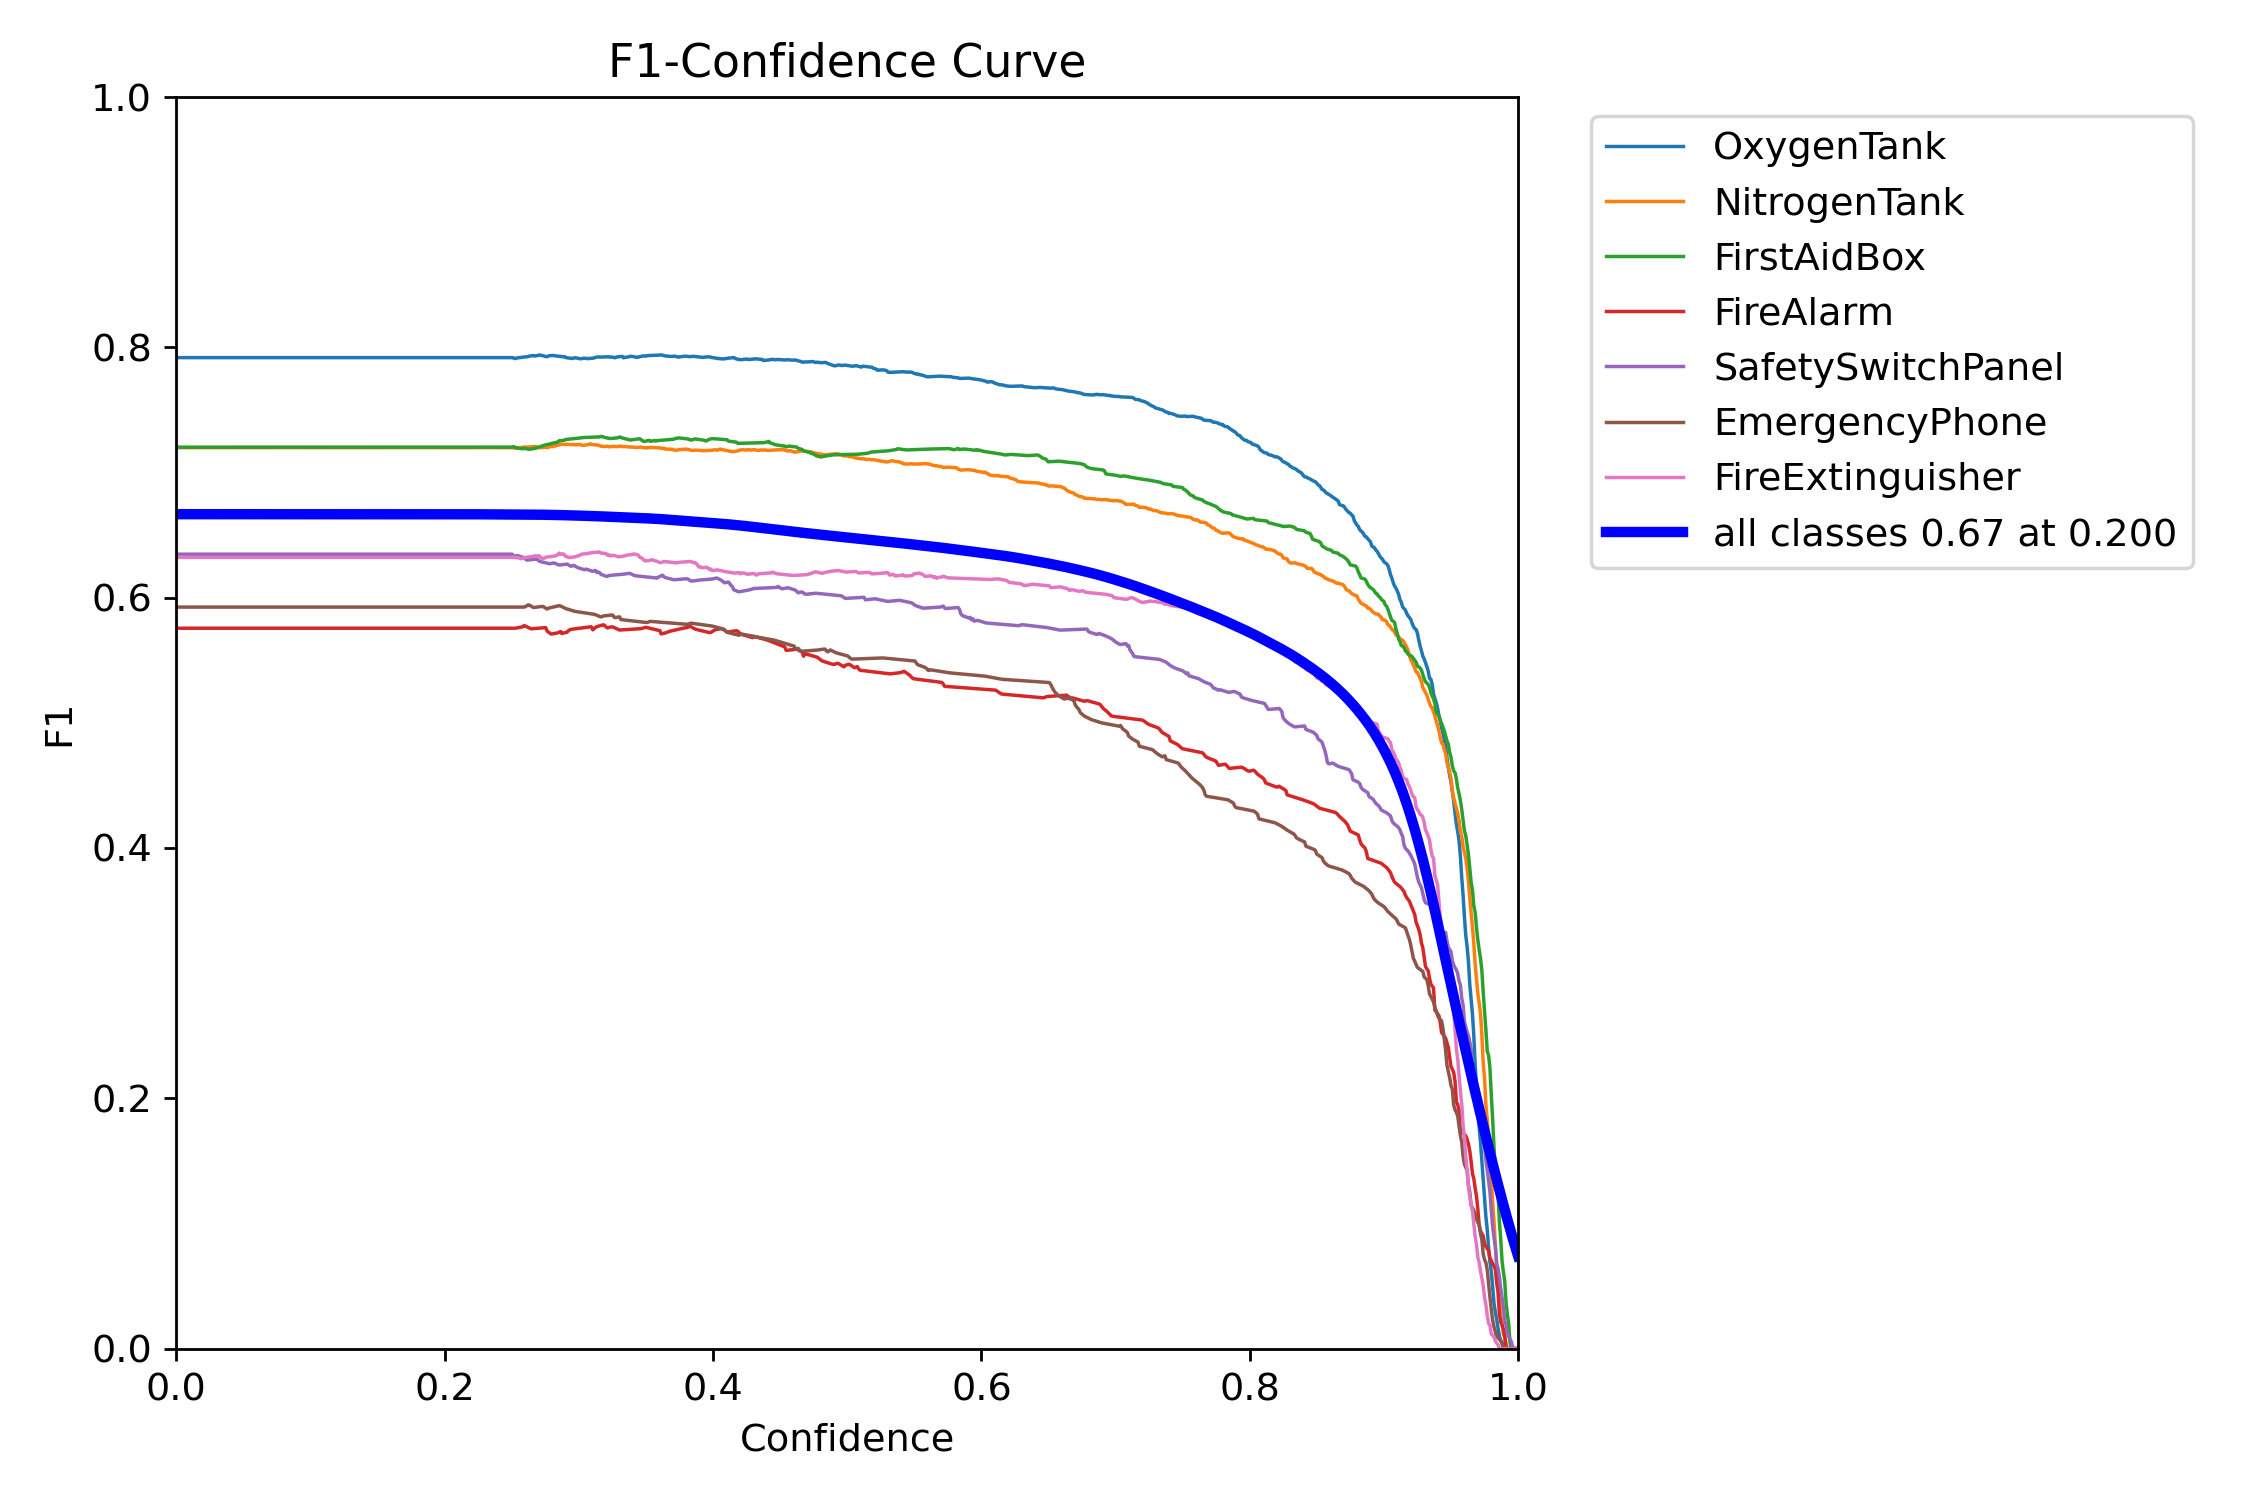 F1-Confidence Curve
1.0
0.8
0.6
0.4
0.2
0.0
F1
0.0 0.2 0.4 0.6 0.8 1.0
Confidence
OxygenTank
NitrogenTank
FirstAidBox
FireAlarm
SafetySwitchPanel
EmergencyPhone
FireExtinguisher
all classes 0.67 at 0.200